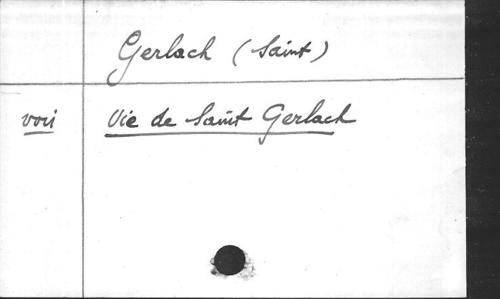 Gerlach (Saint)
voir Vie de Saint Gerlach